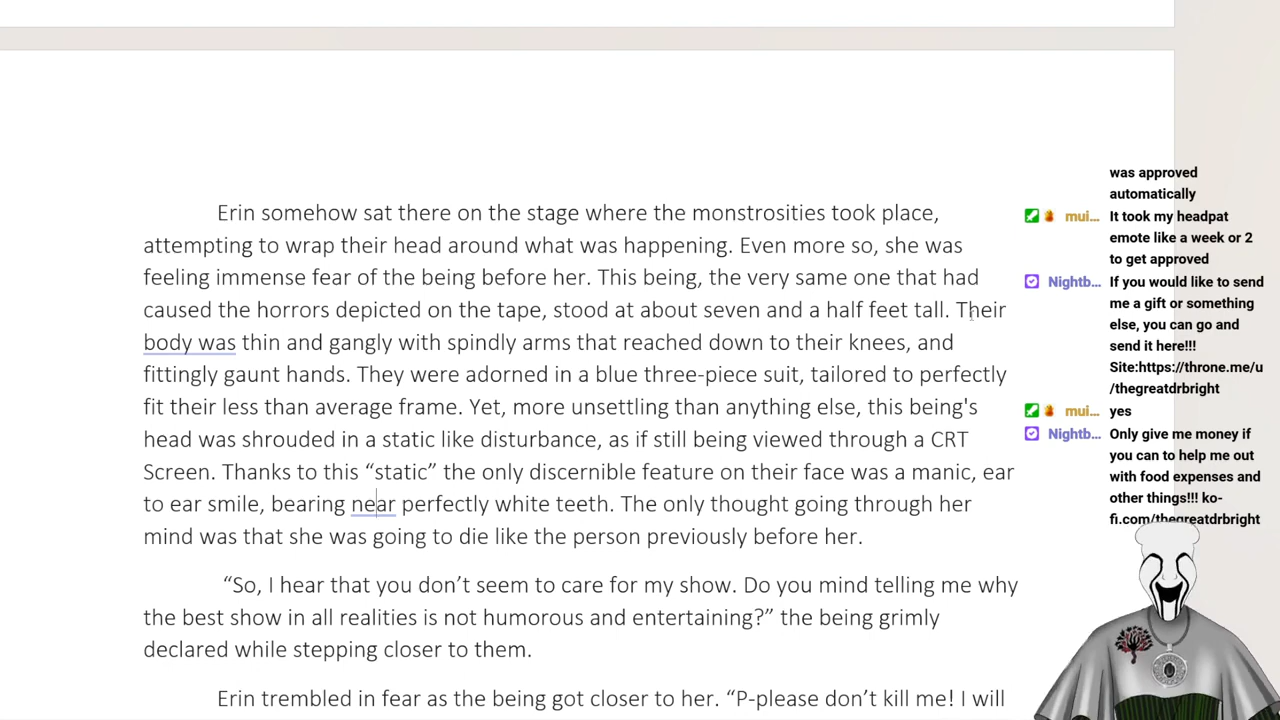 Erin somehow sat there on the stage where the monstrosities took place,
attempting to wrap their head around what was happening. Even more so, she was
feeling immense fear of the being before her. This being, the very same one that had
caused the horrors depicted on the tape, stood at about seven and a half feet tall. Their
body was thin and gangly with spindly arms that reached down to their knees, and
fittingly gaunt hands. They were adorned in a blue three-piece suit, tailored to perfectly
fit their less than average frame. Yet, more unsettling than anything else, this being's
head was shrouded in a static like disturbance, as if still being viewed through a CRT
Screen. Thanks to this “static” the only discernible feature on their face was a manic, ear
to ear smile, bearing near perfectly white teeth. The only thought going through her
mind was that she was going to die like the person previously before her.
“So, I hear that you don’t seem to care for my show. Do you mind telling me why
the best show in all realities is not humorous and entertaining?” the being grimly
declared while stepping closer to them.
Erin trembled in fear as the being got closer to her. “P-please don’t kill me! I will
was approved
automatically
mui... It took my headpat
emote like a week or 2
to get approved
Nightb... If you would like to send
me a gift or something
else, you can go and
send it here!!!
Site:https://throne.me/u
/thegreatdrbright
mui... yes
Nightb... Only give me money if
you can to help me out
with food expenses and
other things!!! ko-
fi.com/thegreatdrbright